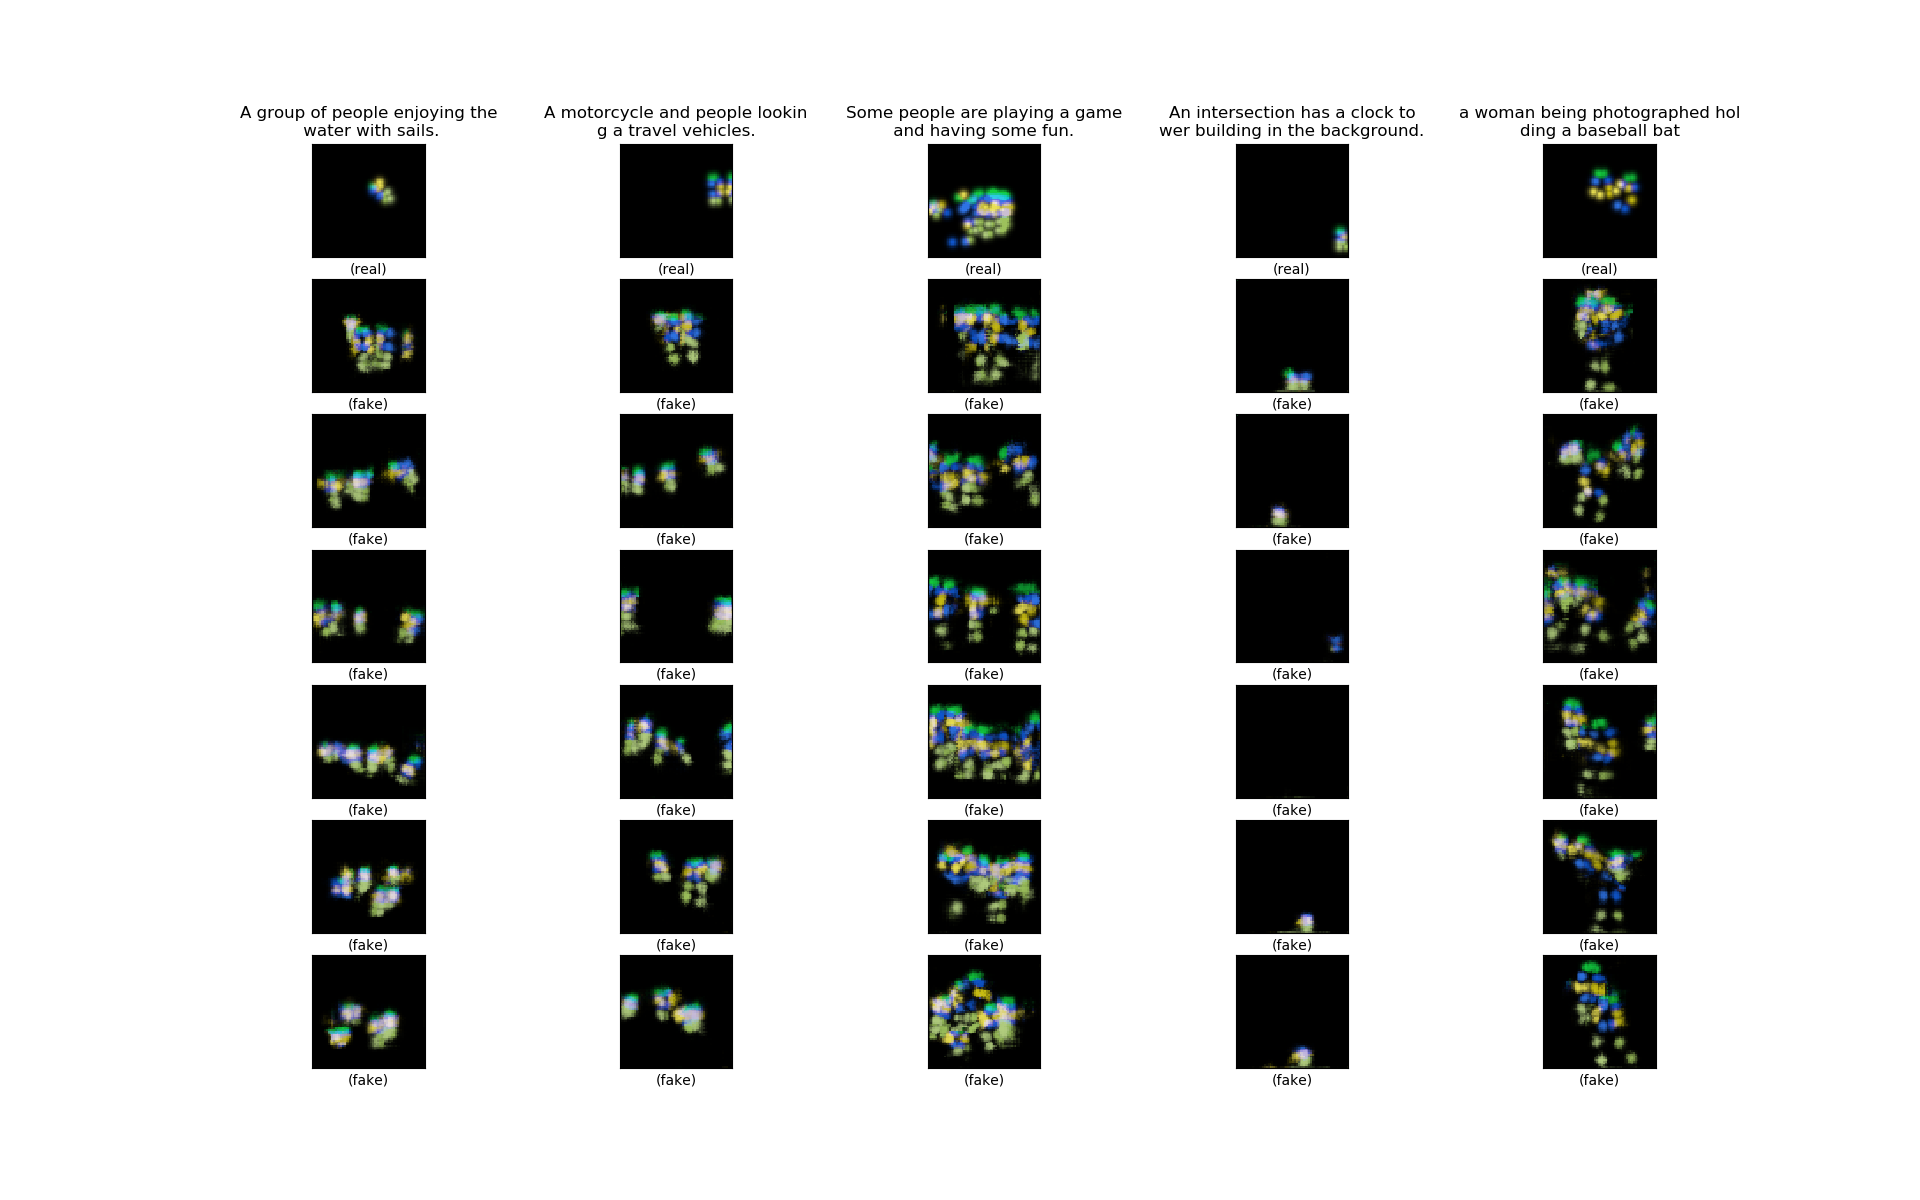 A group of people enjoying the
water with sails.
A motorcycle and people lookin
g a travel vehicles.
Some people are playing a game
and having some fun.
An intersection has a clock to
wer building in the background.
a woman being photographed hol
ding a baseball bat
(real) (real) (real) (real) (real)
(fake) (fake) (fake) (fake) (fake)
(fake) (fake) (fake) (fake) (fake)
(fake) (fake) (fake) (fake) (fake)
(fake) (fake) (fake) (fake) (fake)
(fake) (fake) (fake) (fake) (fake)
(fake) (fake) (fake) (fake) (fake)